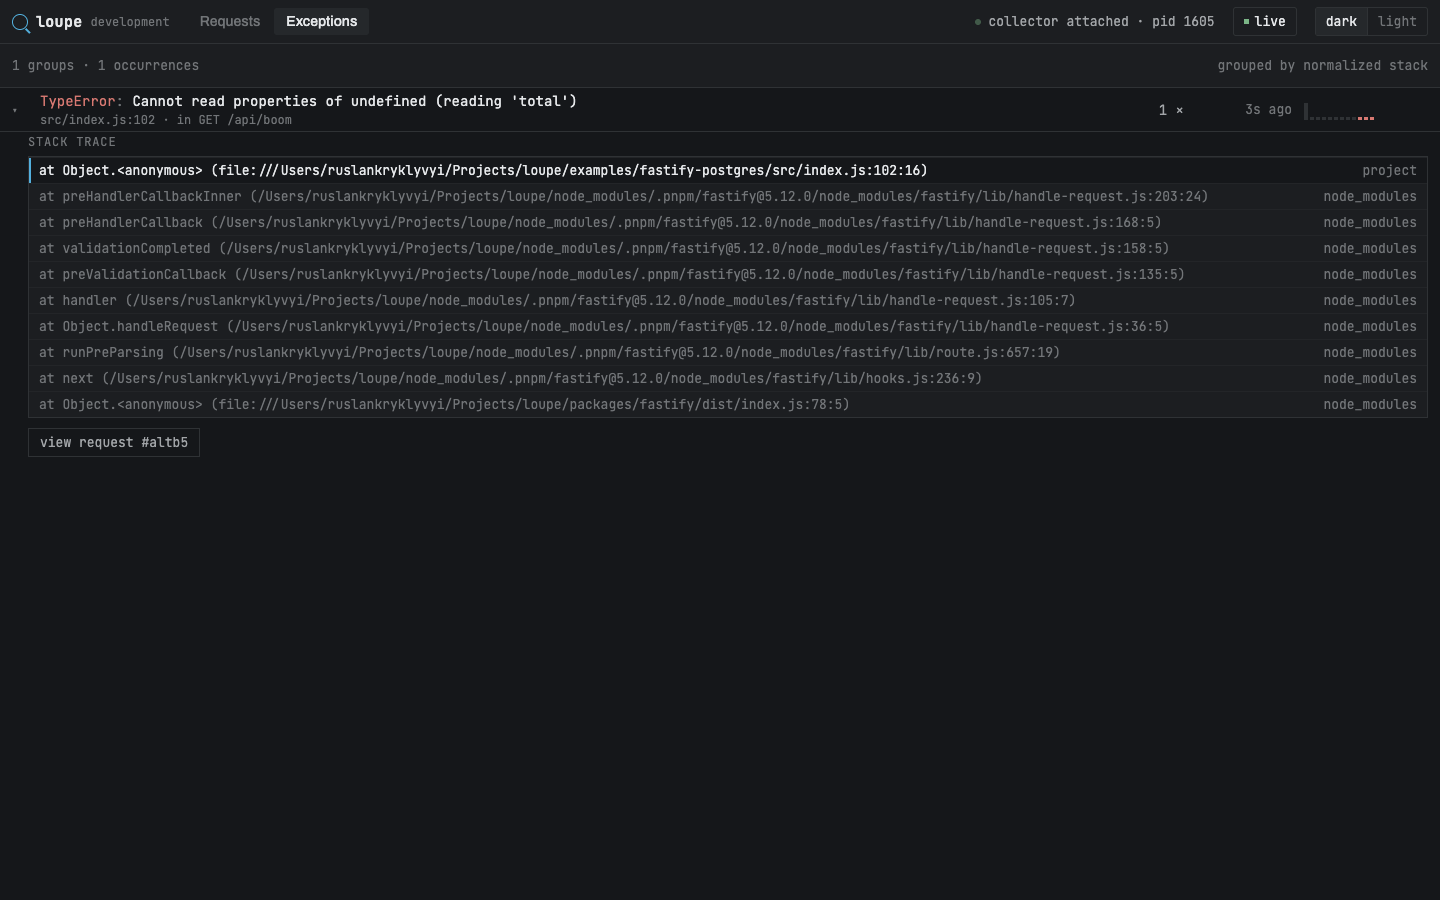 loupe development Requests Exceptions collector attached · pid 1605 live dark light
1 groups · 1 occurrences grouped by normalized stack
TypeError: Cannot read properties of undefined (reading 'total')
src/index.js:102 · in GET /api/boom
1 × 3s ago
STACK TRACE
at Object.<anonymous> (file:///Users/ruslankryklyvyi/Projects/loupe/examples/fastify-postgres/src/index.js:102:16) project
at preHandlerCallbackInner (/Users/ruslankryklyvyi/Projects/loupe/node_modules/.pnpm/fastify@5.12.0/node_modules/fastify/lib/handle-request.js:203:24) node_modules
at preHandlerCallback (/Users/ruslankryklyvyi/Projects/loupe/node_modules/.pnpm/fastify@5.12.0/node_modules/fastify/lib/handle-request.js:168:5) node_modules
at validationCompleted (/Users/ruslankryklyvyi/Projects/loupe/node_modules/.pnpm/fastify@5.12.0/node_modules/fastify/lib/handle-request.js:158:5) node_modules
at preValidationCallback (/Users/ruslankryklyvyi/Projects/loupe/node_modules/.pnpm/fastify@5.12.0/node_modules/fastify/lib/handle-request.js:135:5) node_modules
at handler (/Users/ruslankryklyvyi/Projects/loupe/node_modules/.pnpm/fastify@5.12.0/node_modules/fastify/lib/handle-request.js:105:7) node_modules
at Object.handleRequest (/Users/ruslankryklyvyi/Projects/loupe/node_modules/.pnpm/fastify@5.12.0/node_modules/fastify/lib/handle-request.js:36:5) node_modules
at runPreParsing (/Users/ruslankryklyvyi/Projects/loupe/node_modules/.pnpm/fastify@5.12.0/node_modules/fastify/lib/route.js:657:19) node_modules
at next (/Users/ruslankryklyvyi/Projects/loupe/node_modules/.pnpm/fastify@5.12.0/node_modules/fastify/lib/hooks.js:236:9) node_modules
at Object.<anonymous> (file:///Users/ruslankryklyvyi/Projects/loupe/packages/fastify/dist/index.js:78:5) node_modules
view request #altb5